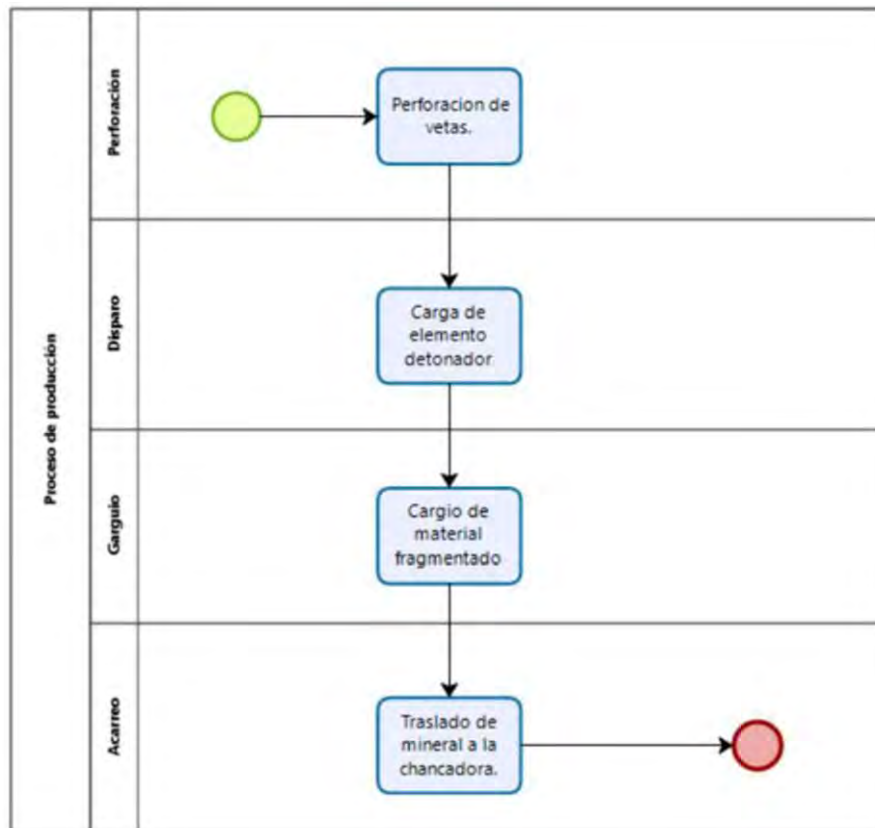 Proceso de producción
Perforación
Perforacion de
vetas.
Disparo
Carga de
elemento
detonador
Garguio
Cargio de
material
fragmentado
Acarreo
Traslado de
mineral a la
chancadora.